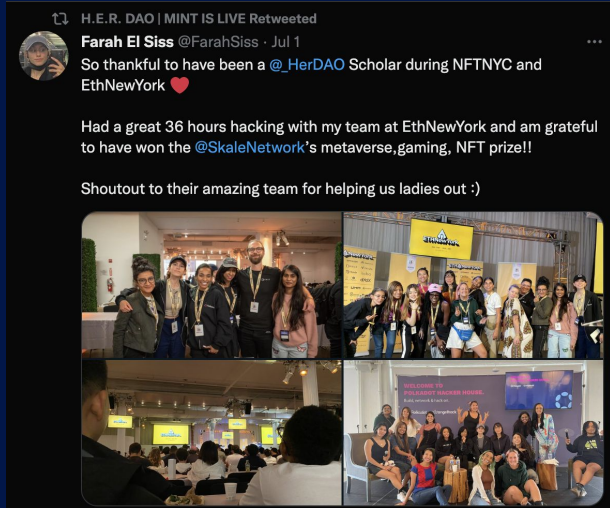 H.E.R. DAO | MINT IS LIVE Retweeted
Farah El Siss @FarahSiss · Jul 1
So thankful to have been a @_HerDAO Scholar during NFTNYC and
EthNewYork ❤️
Had a great 36 hours hacking with my team at EthNewYork and am grateful
to have won the @SkaleNetwork's metaverse,gaming, NFT prize!!
Shoutout to their amazing team for helping us ladies out :)
ETHNewYork
WELCOME TO
POLKADOT HACKER HOUSE.